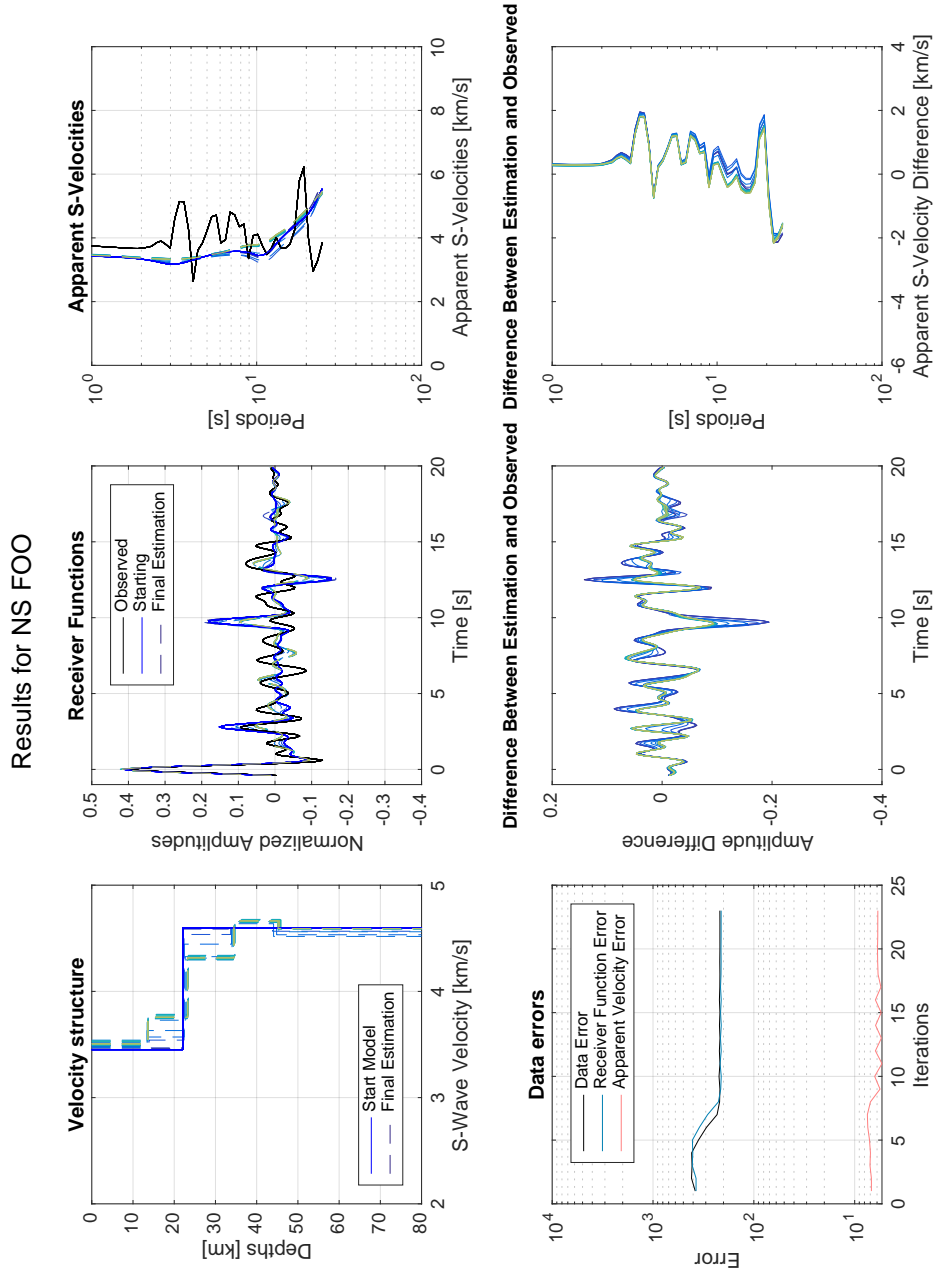 Results for NS FOO
Velocity structure
0
10
20
30
40
50
60
70
80
Depths [km]
2
3
4
5
S-Wave Velocity [km/s]
Start Model
Final Estimation
Receiver Functions
0.5
0.4
0.3
0.2
0.1
0
-0.1
-0.2
-0.3
-0.4
Normalized Amplitudes
0
5
10
15
20
Time [s]
Observed
Starting
Final Estimation
Apparent S-Velocities
10^0
10^1
10^2
Periods [s]
0
2
4
6
8
10
Apparent S-Velocities [km/s]
Data errors
10^4
10^3
10^2
10^1
Error
0
5
10
15
20
25
Iterations
Data Error
Receiver Function Error
Apparent Velocity Error
Difference Between Estimation and Observed
0.2
0
-0.2
-0.4
Amplitude Difference
0
5
10
15
20
Time [s]
Difference Between Estimation and Observed
10^0
10^1
10^2
Periods [s]
-6
-4
-2
0
2
4
Apparent S-Velocity Difference [km/s]